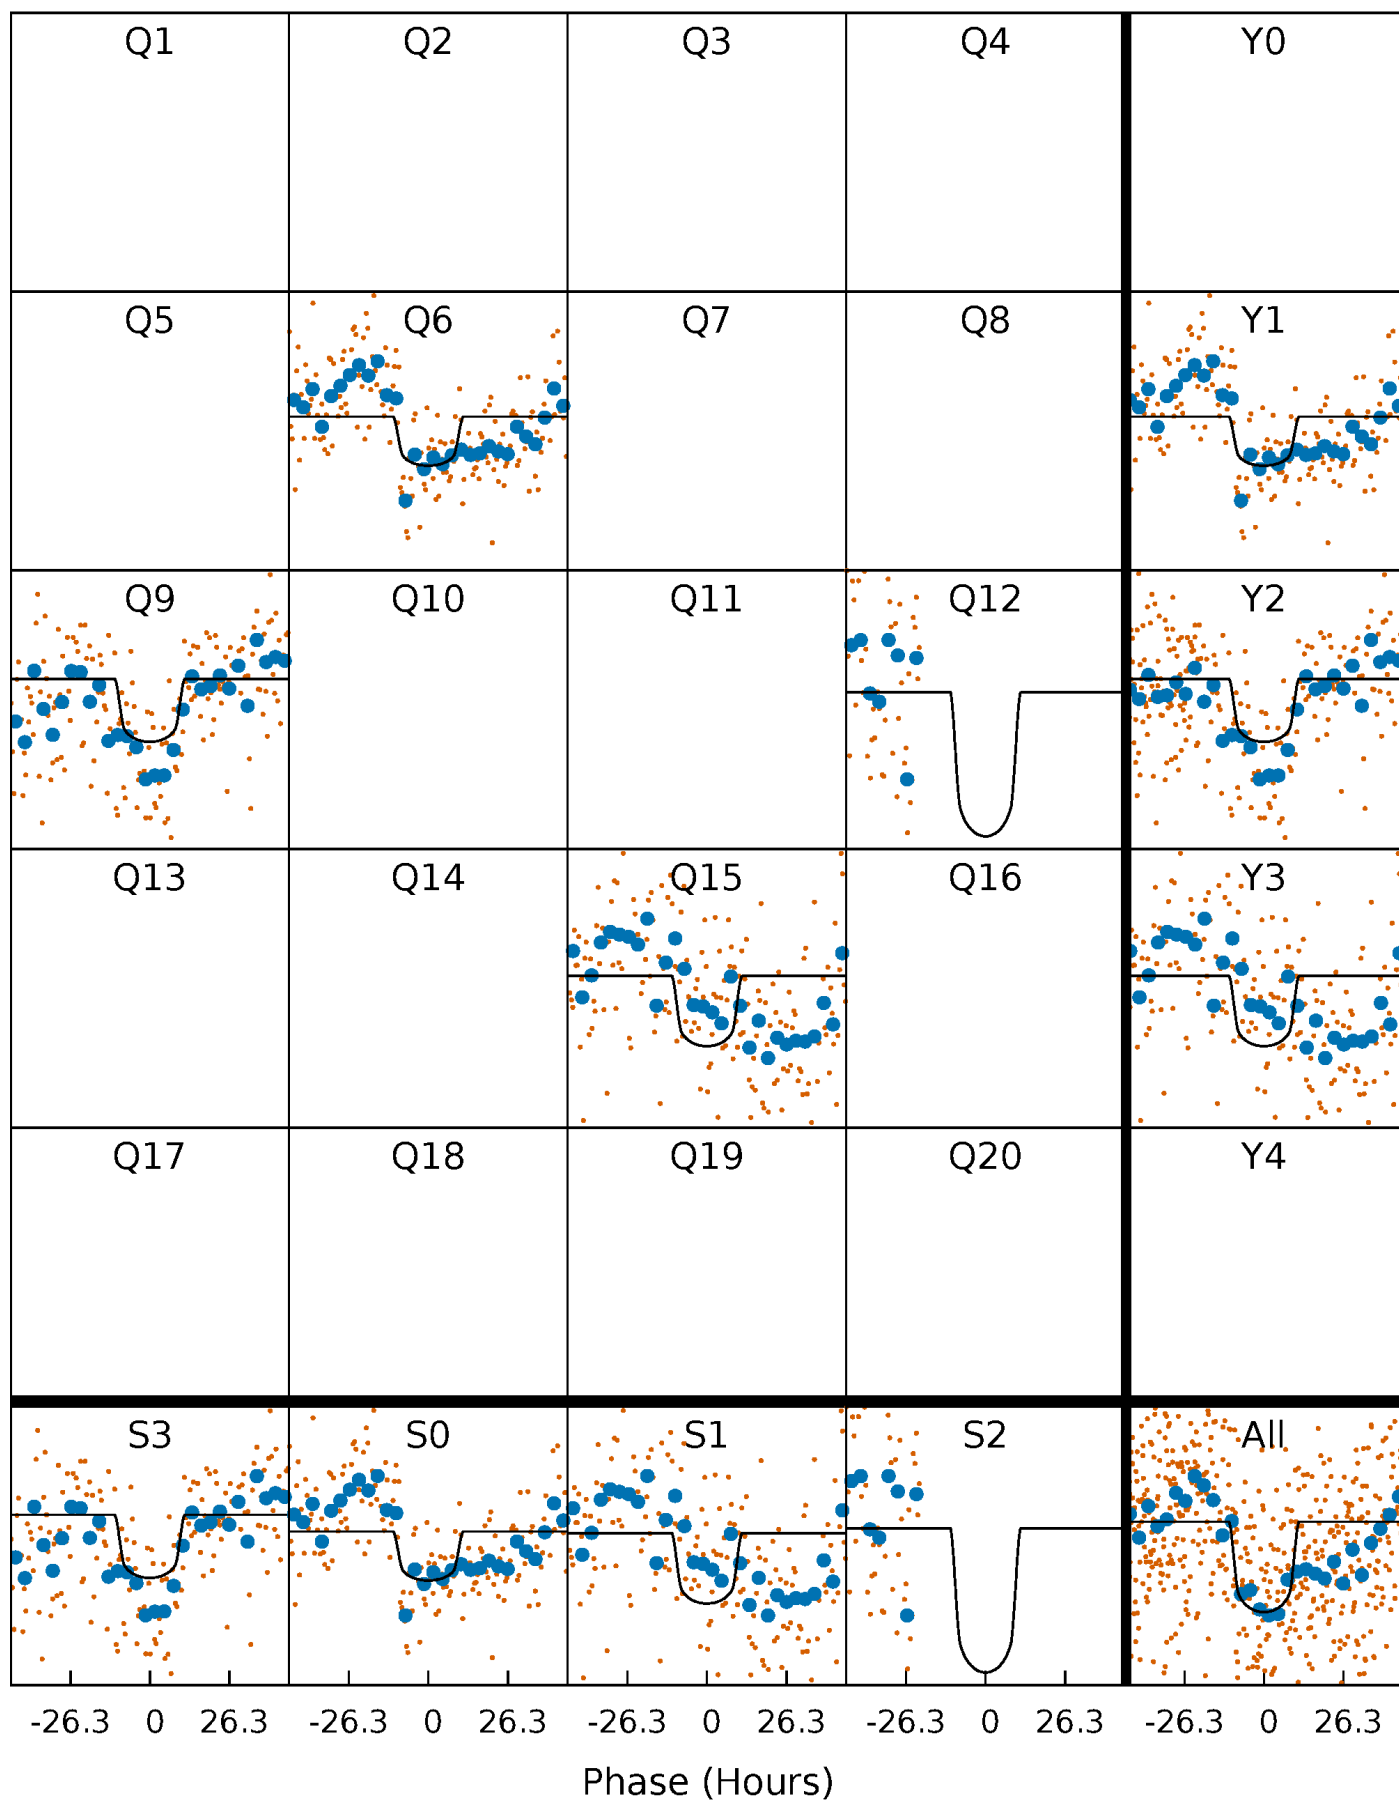 Q1 Q2 Q3 Q4 Y0
Q5 Q6 Q7 Q8 Y1
Q9 Q10 Q11 Q12 Y2
Q13 Q14 Q15 Q16 Y3
Q17 Q18 Q19 Q20 Y4
S3 S0 S1 S2 All
-26.3 0 26.3 -26.3 0 26.3 -26.3 0 26.3 -26.3 0 26.3 -26.3 0 26.3
Phase (Hours)